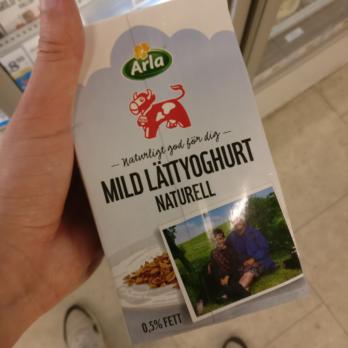 Arla
Naturligt god för dig
MILD LÄTTYOGHURT
NATURELL
0,5% FETT